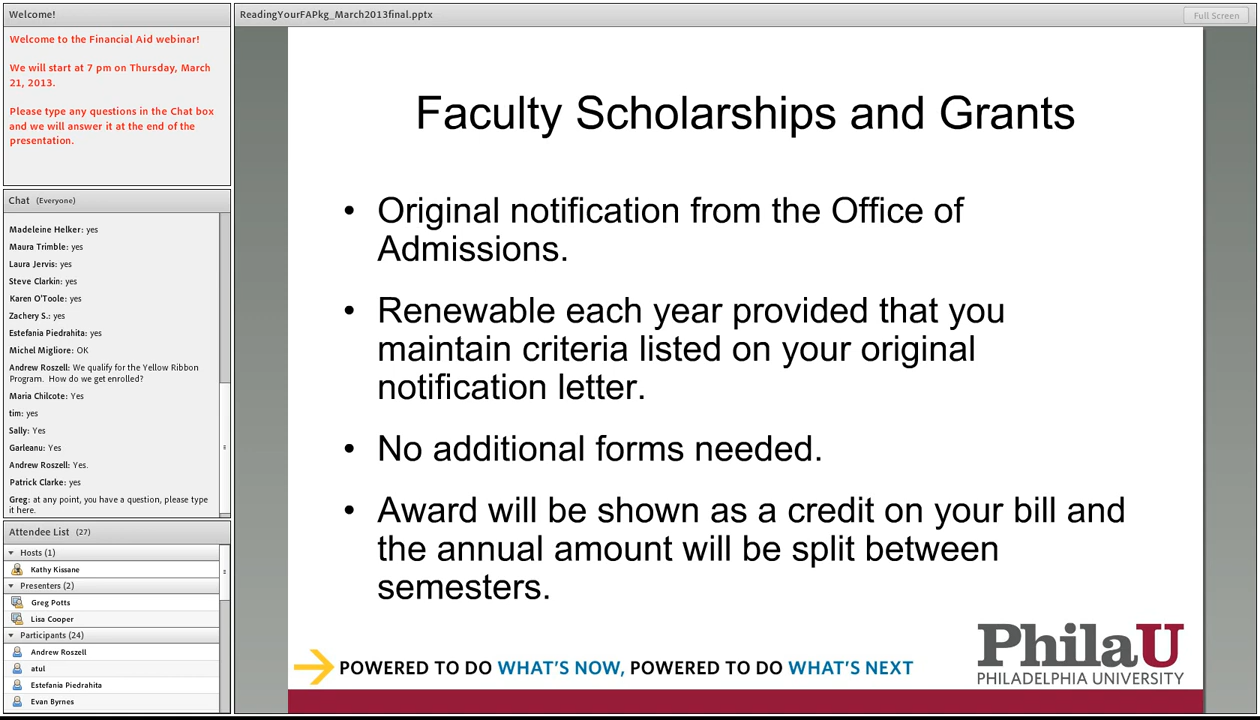 Welcome!
Welcome to the Financial Aid webinar!
We will start at 7 pm on Thursday, March
21, 2013.
Please type any questions in the Chat box
and we will answer it at the end of the
presentation.
Chat (Everyone)
Madeleine Helker: yes
Maura Trimble: yes
Laura Jervis: yes
Steve Clarkin: yes
Karen O'Toole: yes
Zachery S.: yes
Estefania Piedrahita: yes
Michel Migliore: OK
Andrew Roszell: We qualify for the Yellow Ribbon
Program. How do we get enrolled?
Maria Chilcote: Yes
tim: yes
Sally: Yes
Garleanu: Yes
Andrew Roszell: Yes.
Patrick Clarke: yes
Greg: at any point, you have a question, please type
it here.
Attendee List (27)
Hosts (1)
Kathy Kissane
Presenters (2)
Greg Potts
Lisa Cooper
Participants (24)
Andrew Roszell
atul
Estefania Piedrahita
Evan Byrnes
ReadingYourFAPkg_March2013final.pptx
Full Screen
Faculty Scholarships and Grants
• Original notification from the Office of
Admissions.
• Renewable each year provided that you
maintain criteria listed on your original
notification letter.
• No additional forms needed.
• Award will be shown as a credit on your bill and
the annual amount will be split between
semesters.
POWERED TO DO WHAT'S NOW, POWERED TO DO WHAT'S NEXT
PhilaU
PHILADELPHIA UNIVERSITY